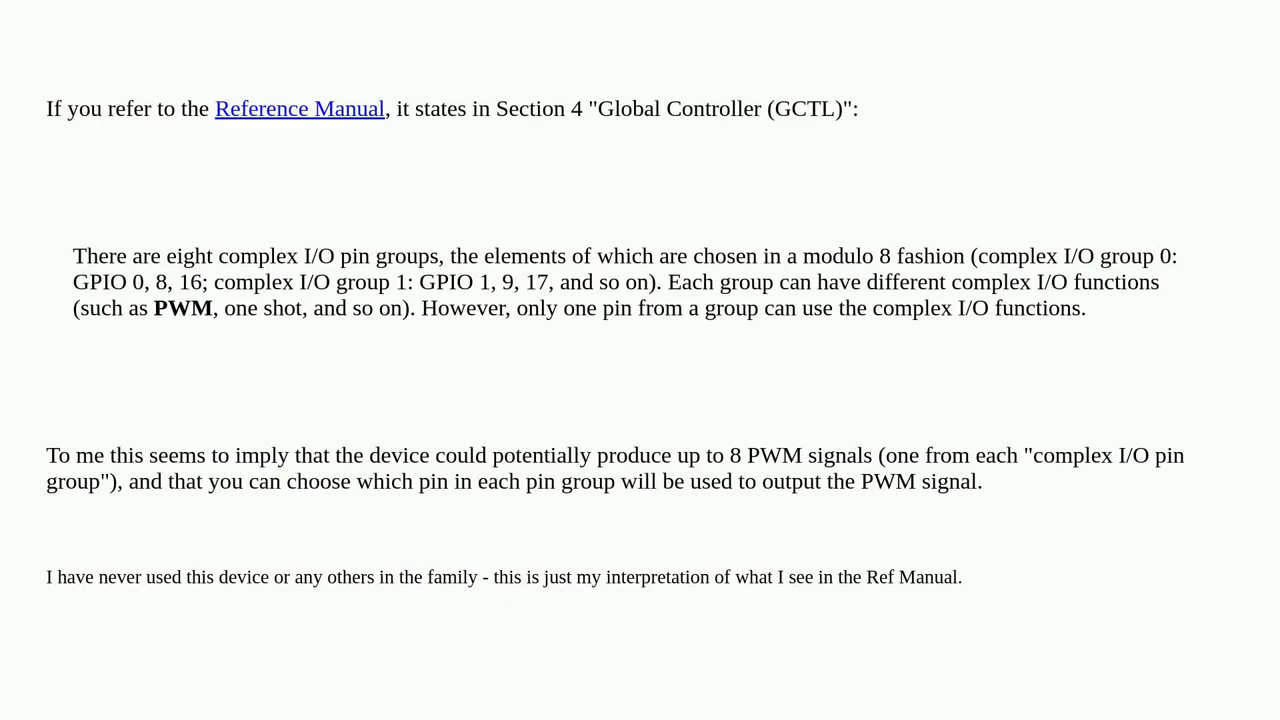 If you refer to the Reference Manual, it states in Section 4 "Global Controller (GCTL)":
There are eight complex I/O pin groups, the elements of which are chosen in a modulo 8 fashion (complex I/O group 0:
GPIO 0, 8, 16; complex I/O group 1: GPIO 1, 9, 17, and so on). Each group can have different complex I/O functions
(such as PWM, one shot, and so on). However, only one pin from a group can use the complex I/O functions.
To me this seems to imply that the device could potentially produce up to 8 PWM signals (one from each "complex I/O pin
group"), and that you can choose which pin in each pin group will be used to output the PWM signal.
I have never used this device or any others in the family - this is just my interpretation of what I see in the Ref Manual.